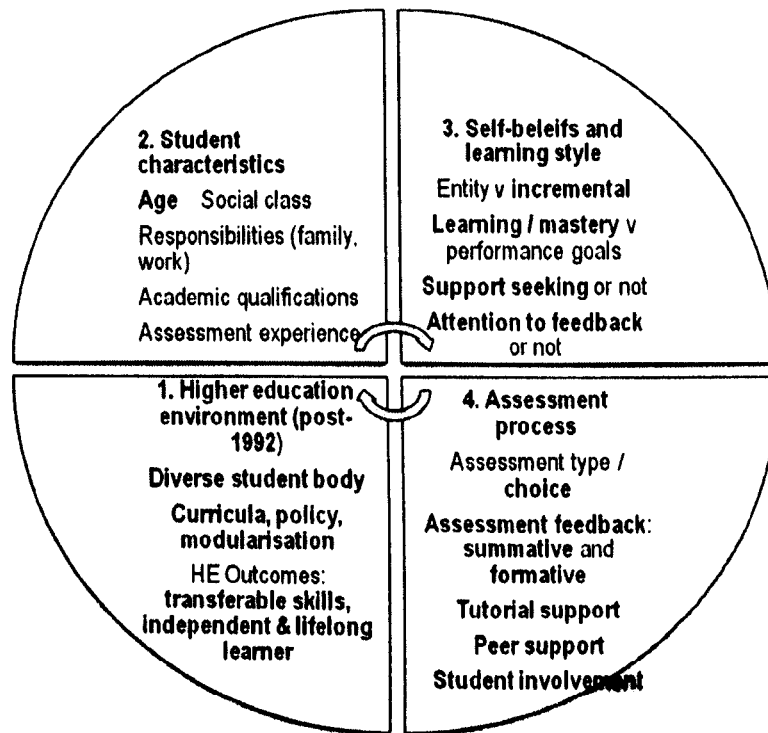 2. Student
characteristics
Age Social class
Responsibilities (family,
work)
Academic qualifications
Assessment experience
3. Self-beleifs and
learning style
Entity v incremental
Learning / mastery v
performance goals
Support seeking or not
Attention to feedback
or not
1. Higher education
environment (post-
1992)
Diverse student body
Curricula, policy,
modularisation
HE Outcomes:
transferable skills,
independent & lifelong
learner
4. Assessment
process
Assessment type /
choice
Assessment feedback:
summative and
formative
Tutorial support
Peer support
Student involvement